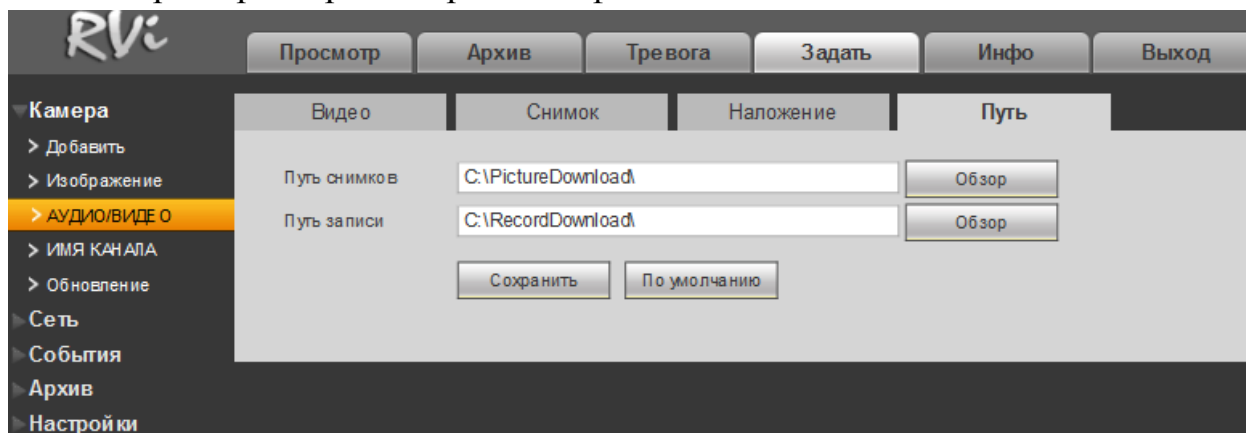 RVi
Просмотр Архив Тревога Задать Инфо Выход
Камера
Видео Снимок Наложение Путь
> Добавить
> Изображение
Путь снимков C:\PictureDownload\ Обзор
> АУДИО/ВИДЕО
Путь записи C:\RecordDownload\ Обзор
> ИМЯ КАНАЛА
> Обновление
Сохранить По умолчанию
Сеть
События
Архив
Настройки